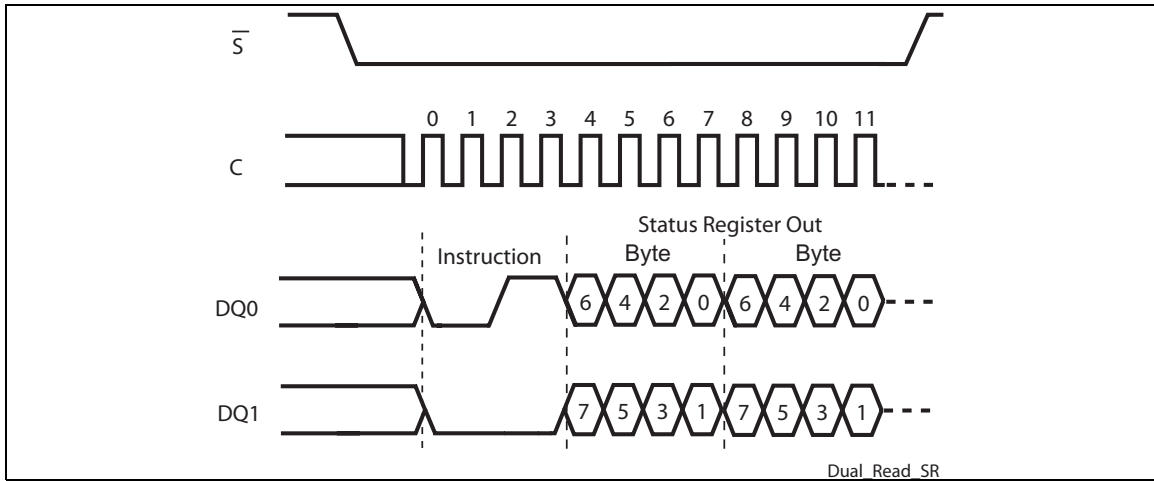 S
0 1 2 3 4 5 6 7 8 9 10 11
C
Status Register Out
Instruction Byte Byte
DQ0 6 4 2 0 6 4 2 0
DQ1 7 5 3 1 7 5 3 1
Dual_Read_SR